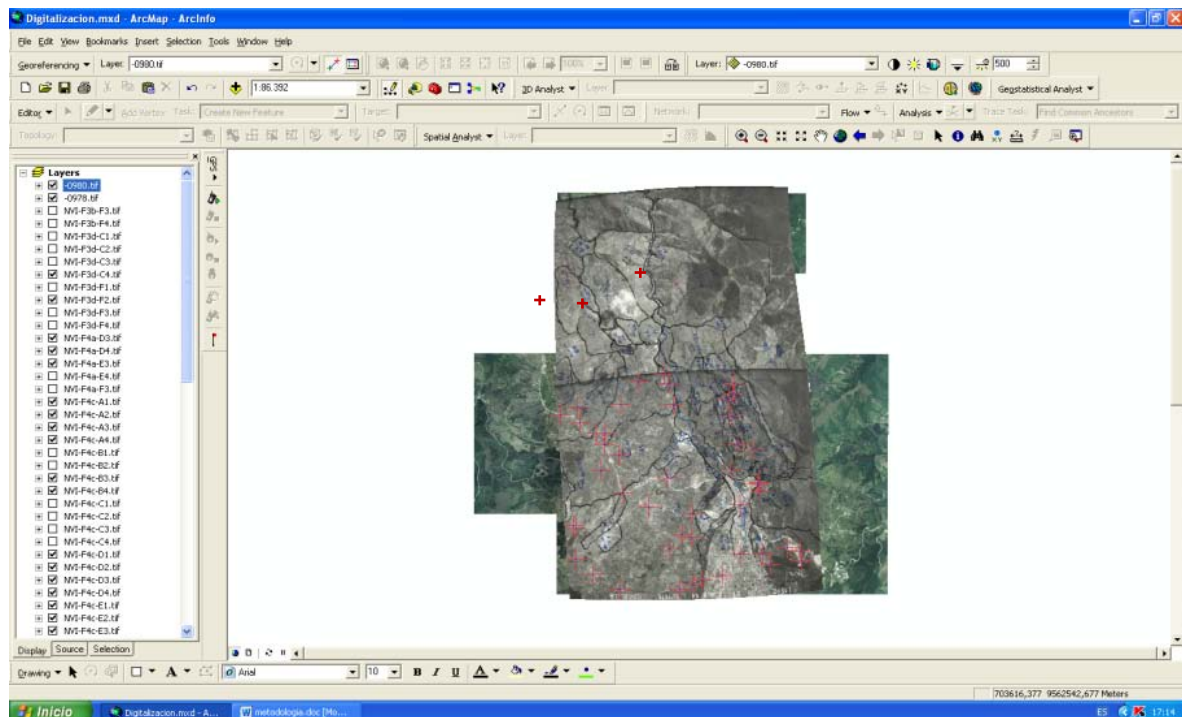 Digitalizacion.mxd - ArcMap - ArcInfo
File Edit View Bookmarks Insert Selection Tools Window Help
Georeferencing Layer: -0980.tif 100% Layer: -0980.tif 500
1:86.392 3D Analyst Layer: Geostatistical Analyst
Editor Add Vertex Task: Create New Feature Target: Network: Flow Analysis Trace Task: Find Common Ancestors
Topology: Spatial Analyst Layer:
Layers
-0980.tif
-0978.tif
NVI-F3b-F3.tif
NVI-F3b-F4.tif
NVI-F3d-C1.tif
NVI-F3d-C2.tif
NVI-F3d-C3.tif
NVI-F3d-C4.tif
NVI-F3d-F1.tif
NVI-F3d-F2.tif
NVI-F3d-F3.tif
NVI-F3d-F4.tif
NVI-F4a-D3.tif
NVI-F4a-D4.tif
NVI-F4a-E3.tif
NVI-F4a-E4.tif
NVI-F4a-F3.tif
NVI-F4c-A1.tif
NVI-F4c-A2.tif
NVI-F4c-A3.tif
NVI-F4c-A4.tif
NVI-F4c-B1.tif
NVI-F4c-B2.tif
NVI-F4c-B3.tif
NVI-F4c-B4.tif
NVI-F4c-C1.tif
NVI-F4c-C2.tif
NVI-F4c-C3.tif
NVI-F4c-C4.tif
NVI-F4c-D1.tif
NVI-F4c-D2.tif
NVI-F4c-D3.tif
NVI-F4c-D4.tif
NVI-F4c-E1.tif
NVI-F4c-E2.tif
NVI-F4c-E3.tif
Display Source Selection
Drawing A Arial 10 B I U A
703616,377 9562542,677 Meters
Inicio Digitalizacion.mxd - A... metodologia.doc [Mo... ES 17:14